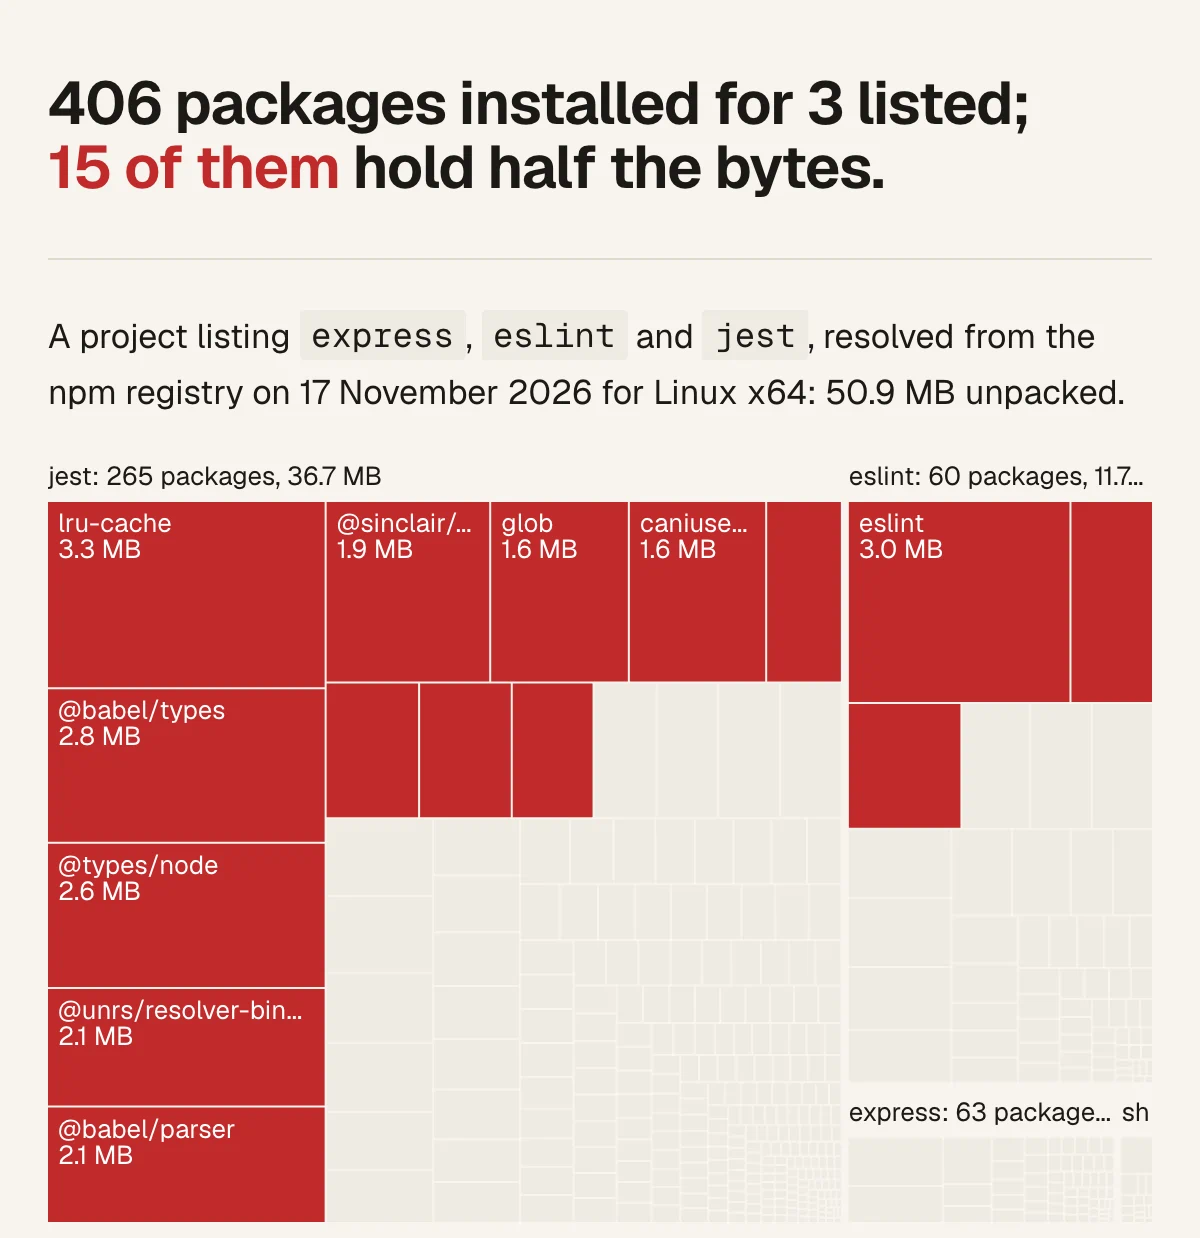 406 packages installed for 3 listed;
15 of them hold half the bytes.
A project listing express, eslint and jest, resolved from the
npm registry on 17 November 2026 for Linux x64: 50.9 MB unpacked.
jest: 265 packages, 36.7 MB
eslint: 60 packages, 11.7...
lru-cache
3.3 MB
@sinclair/...
1.9 MB
glob
1.6 MB
caniuse...
1.6 MB
eslint
3.0 MB
@babel/types
2.8 MB
@types/node
2.6 MB
@unrs/resolver-bin...
2.1 MB
@babel/parser
2.1 MB
express: 63 package...
sh